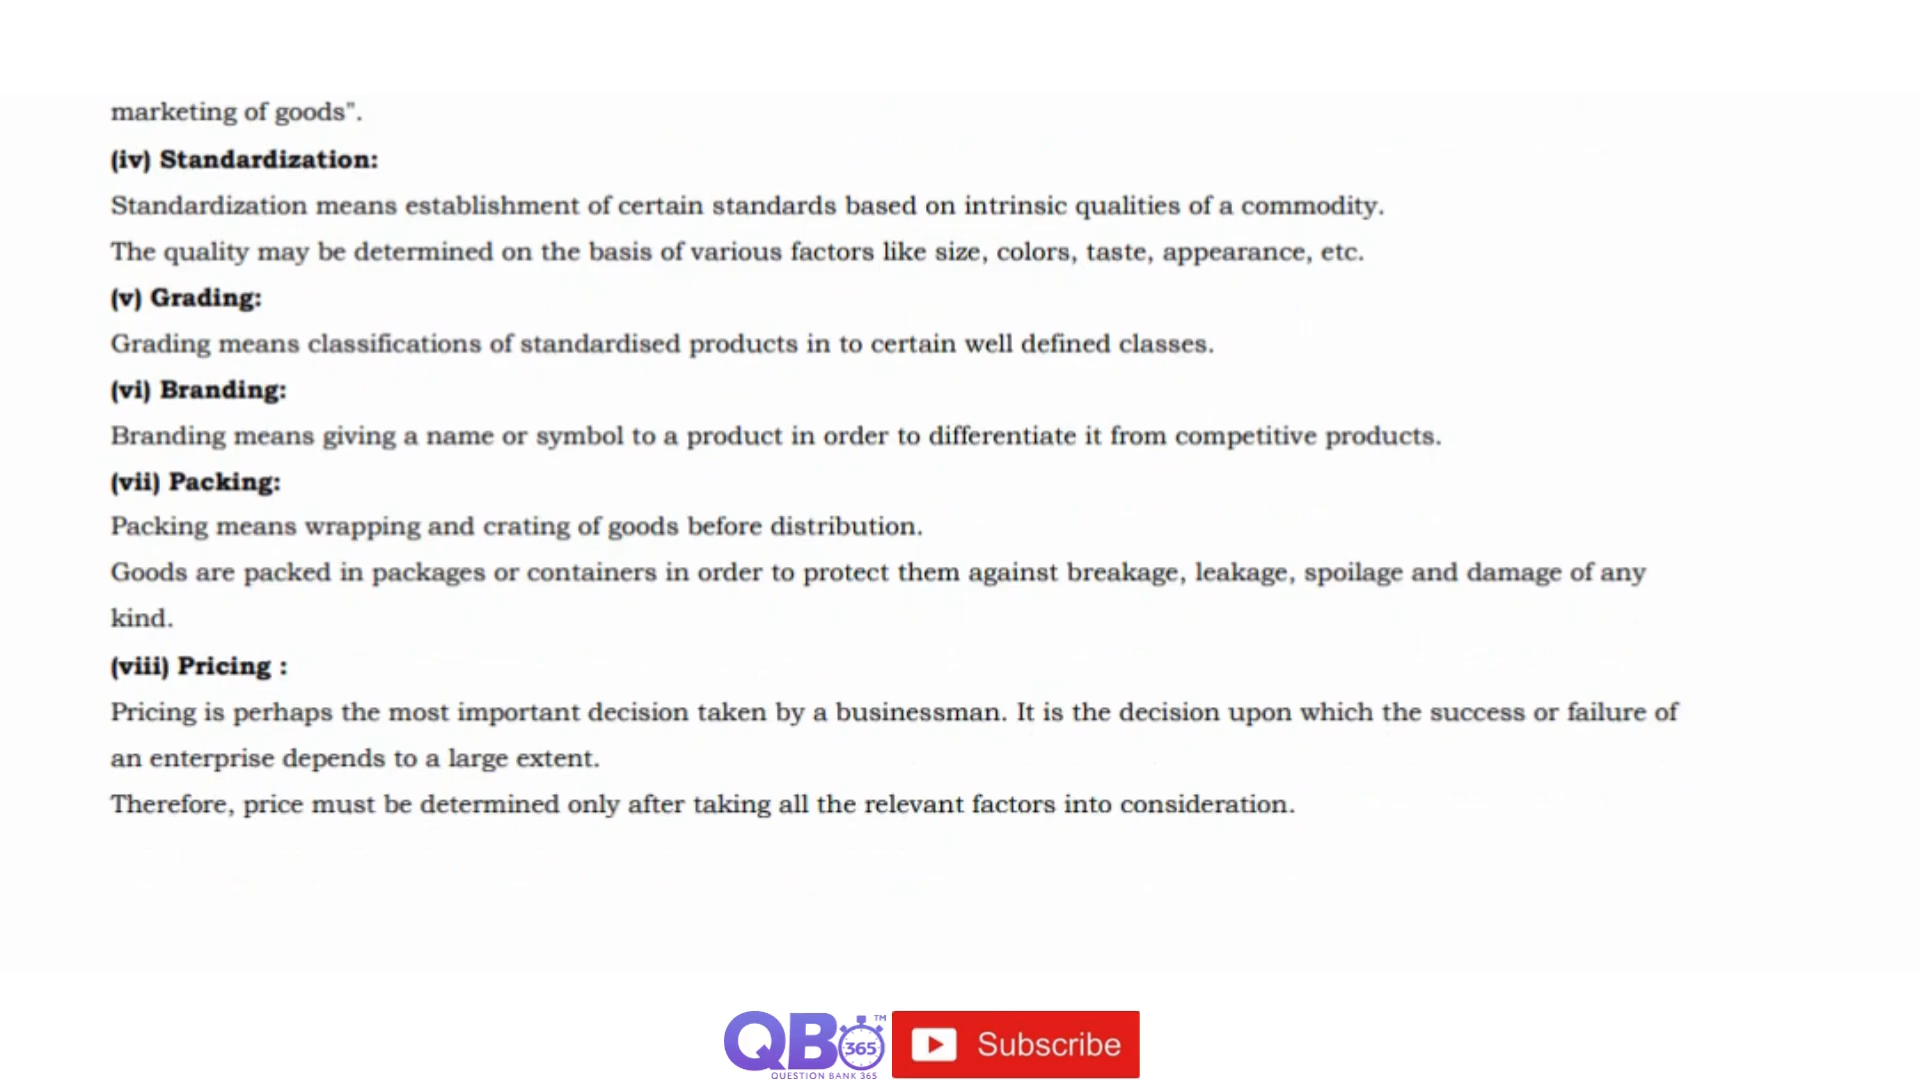 marketing of goods".
(iv) Standardization:
Standardization means establishment of certain standards based on intrinsic qualities of a commodity.
The quality may be determined on the basis of various factors like size, colors, taste, appearance, etc.
(v) Grading:
Grading means classifications of standardised products in to certain well defined classes.
(vi) Branding:
Branding means giving a name or symbol to a product in order to differentiate it from competitive products.
(vii) Packing:
Packing means wrapping and crating of goods before distribution.
Goods are packed in packages or containers in order to protect them against breakage, leakage, spoilage and damage of any
kind.
(viii) Pricing :
Pricing is perhaps the most important decision taken by a businessman. It is the decision upon which the success or failure of
an enterprise depends to a large extent.
Therefore, price must be determined only after taking all the relevant factors into consideration.
QB 365 ™
QUESTION BANK 365
Subscribe